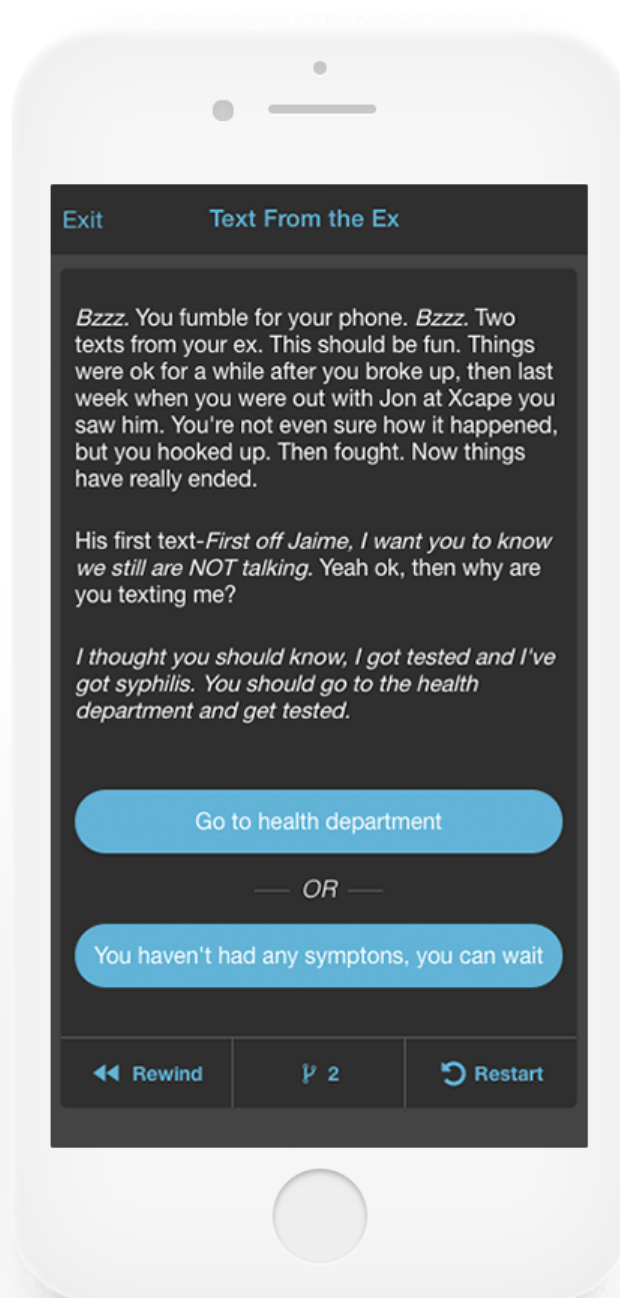 Exit
Text From the Ex
Bzzz. You fumble for your phone. Bzzz. Two
texts from your ex. This should be fun. Things
were ok for a while after you broke up, then last
week when you were out with Jon at Xcape you
saw him. You're not even sure how it happened,
but you hooked up. Then fought. Now things
have really ended.
His first text-First off Jaime, I want you to know
we still are NOT talking. Yeah ok, then why are
you texting me?
I thought you should know, I got tested and I've
got syphilis. You should go to the health
department and get tested.
Go to health department
OR
You haven't had any symptons, you can wait
Rewind
2
Restart